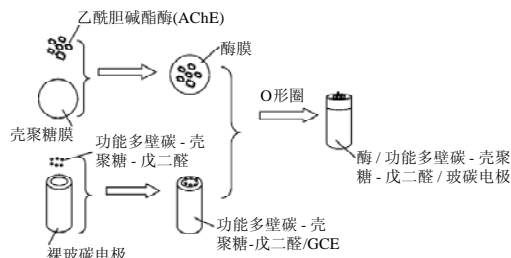 乙酰胆碱酯酶(AChE)
酶膜
O形圈
壳聚糖膜
功能多壁碳 - 壳
聚糖 - 戊二醛
酶 / 功能多壁碳 - 壳聚
糖 - 戊二醛 / 玻碳电极
功能多壁碳 - 壳
聚糖-戊二醛/GCE
裸玻碳电极